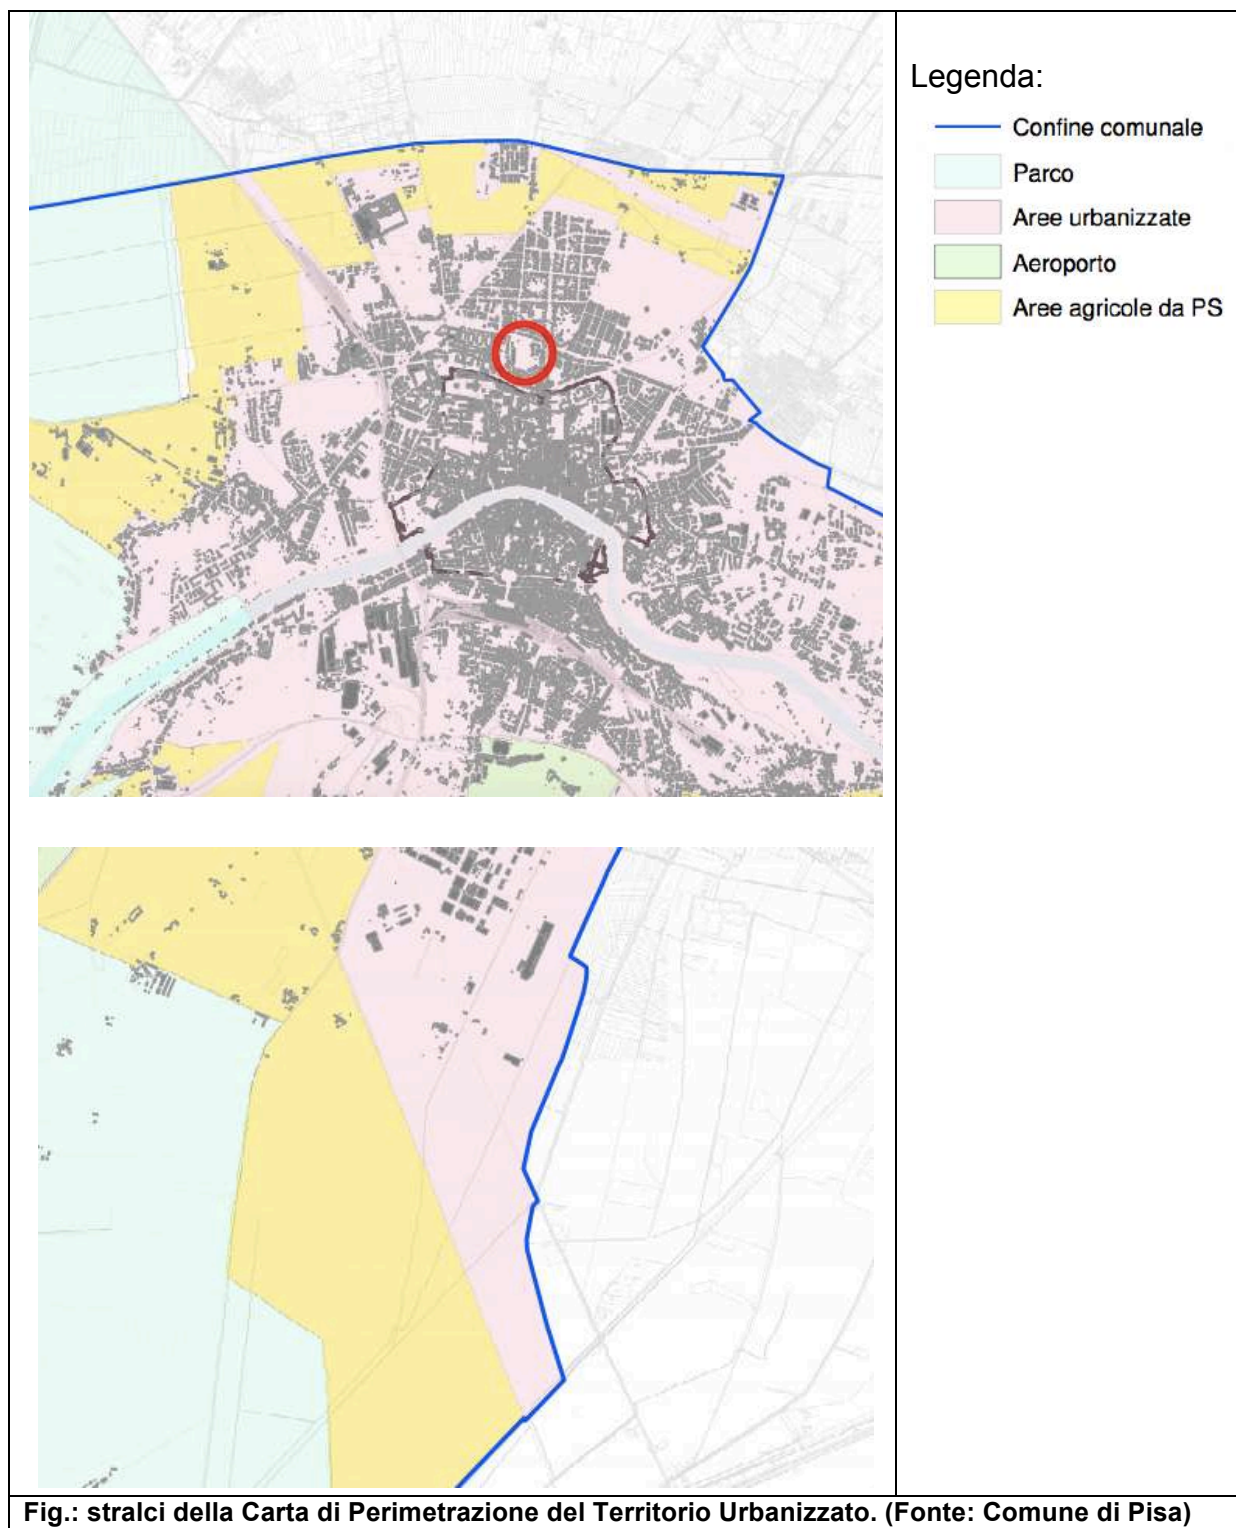 Legenda:
Confine comunale
Parco
Aree urbanizzate
Aeroporto
Aree agricole da PS
Fig.: stralci della Carta di Perimetrazione del Territorio Urbanizzato. (Fonte: Comune di Pisa)